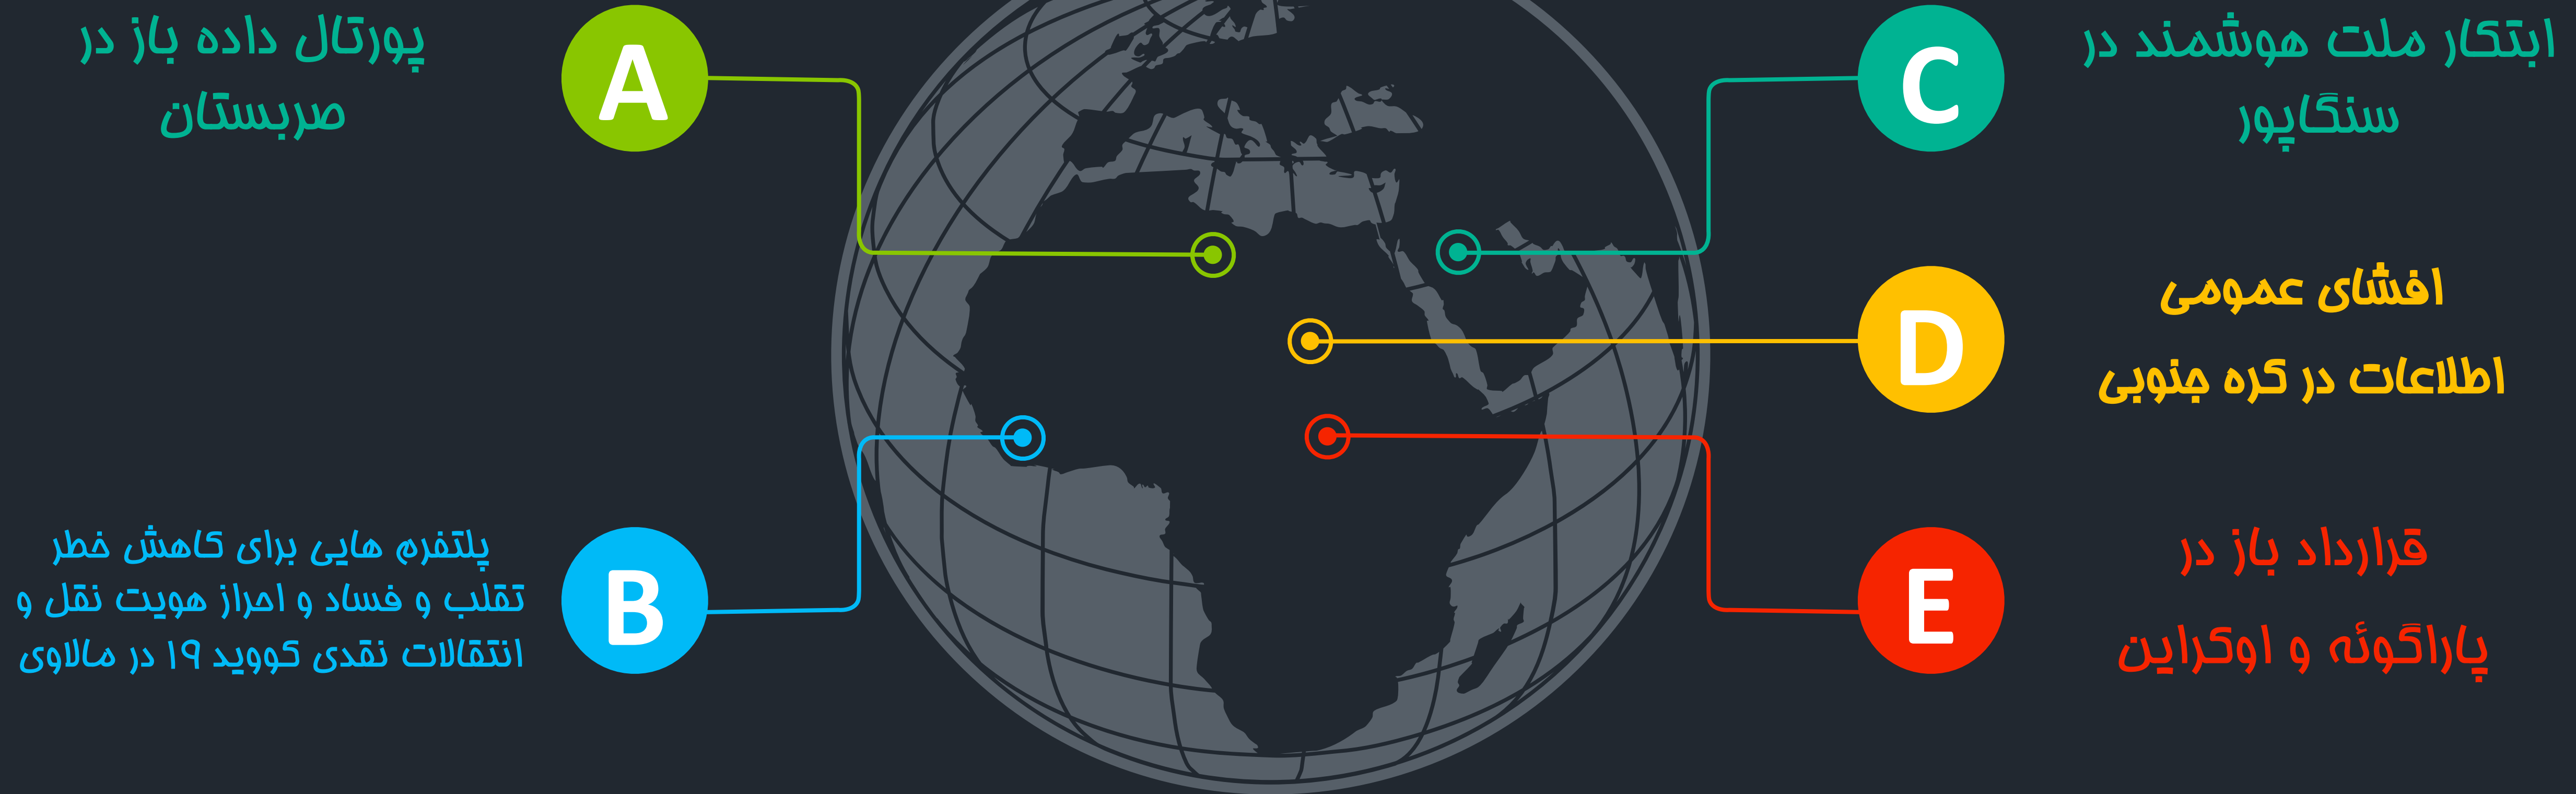 A
پورتال داده باز در
صربستان
B
پلتفرم هایی برای کاهش خطر
تقلب و فساد و احراز هویت نقل و
انتقالات نقدی کووید ۱۹ در مالاوی
C
ابتکار ملت هوشمند در
سنگاپور
D
افشای عمومی
اطلاعات در کره جنوبی
E
قرارداد باز در
پاراگوئه و اوکراین